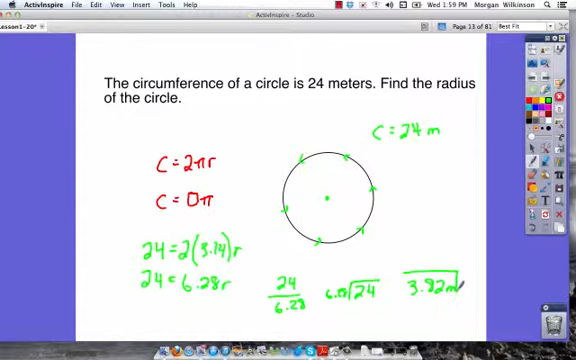 ActivInspire File Edit View Insert Tools Help
Wed 1:59 PM Morgan Wilkinson
ActivInspire - Studio
Lesson1-20*
Page 13 of 81
Best Fit
The circumference of a circle is 24 meters. Find the radius
of the circle.
C = 24 m
C = 2πr
C = Dπ
24 = 2(3.14)r
24 = 6.28r
24
6.28
6.28 24
3.82m